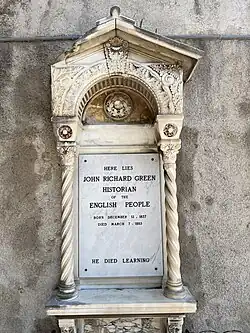 HERE LIES
JOHN RICHARD GREEN
HISTORIAN
OF THE
ENGLISH PEOPLE
BORN DECEMBER 12 · 1837
DIED MARCH 7 · 1883
HE DIED LEARNING